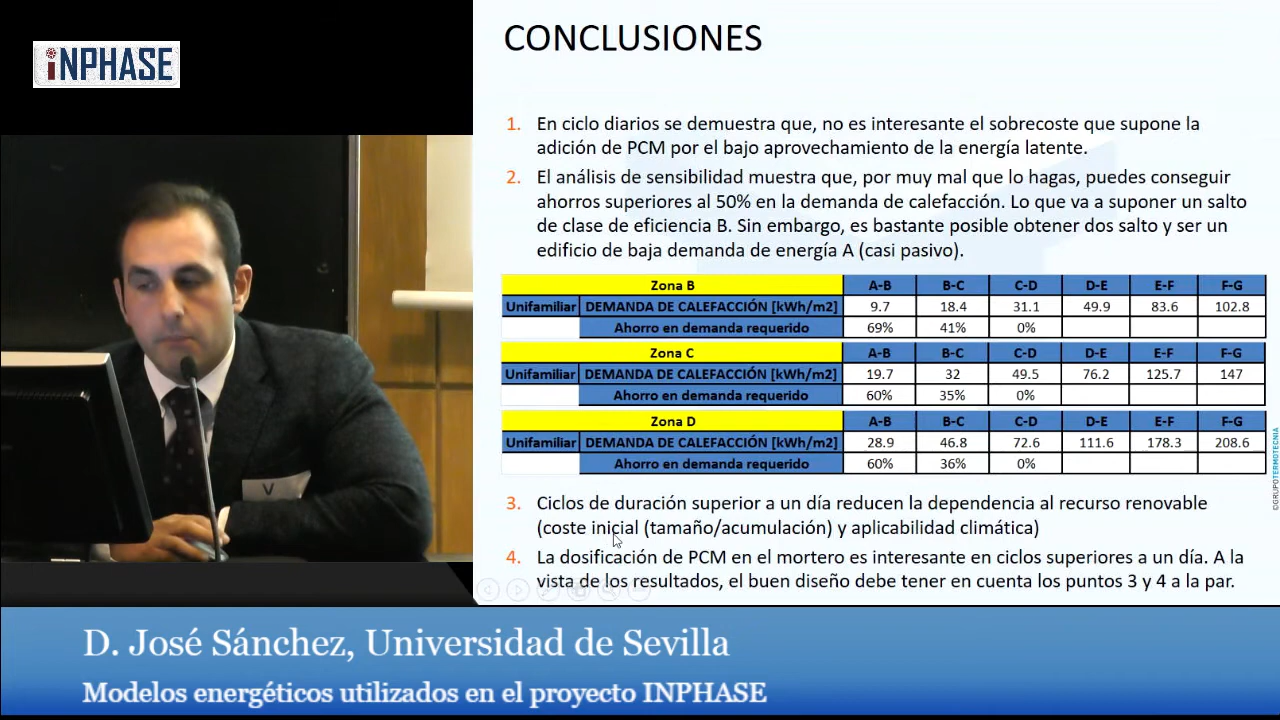 iNPHASE
CONCLUSIONES
1. En ciclo diarios se demuestra que, no es interesante el sobrecoste que supone la
adición de PCM por el bajo aprovechamiento de la energía latente.
2. El análisis de sensibilidad muestra que, por muy mal que lo hagas, puedes conseguir
ahorros superiores al 50% en la demanda de calefacción. Lo que va a suponer un salto
de clase de eficiencia B. Sin embargo, es bastante posible obtener dos salto y ser un
edificio de baja demanda de energía A (casi pasivo).
Zona B A-B B-C C-D D-E E-F F-G
Unifamiliar DEMANDA DE CALEFACCIÓN [kWh/m2] 9.7 18.4 31.1 49.9 83.6 102.8
Ahorro en demanda requerido 69% 41% 0%
Zona C A-B B-C C-D D-E E-F F-G
Unifamiliar DEMANDA DE CALEFACCIÓN [kWh/m2] 19.7 32 49.5 76.2 125.7 147
Ahorro en demanda requerido 60% 35% 0%
Zona D A-B B-C C-D D-E E-F F-G
Unifamiliar DEMANDA DE CALEFACCIÓN [kWh/m2] 28.9 46.8 72.6 111.6 178.3 208.6
Ahorro en demanda requerido 60% 36% 0%
3. Ciclos de duración superior a un día reducen la dependencia al recurso renovable
(coste inicial (tamaño/acumulación) y aplicabilidad climática)
4. La dosificación de PCM en el mortero es interesante en ciclos superiores a un día. A la
vista de los resultados, el buen diseño debe tener en cuenta los puntos 3 y 4 a la par.
©GRUPOTERMOTECNIA
V
D. José Sánchez, Universidad de Sevilla
Modelos energéticos utilizados en el proyecto INPHASE